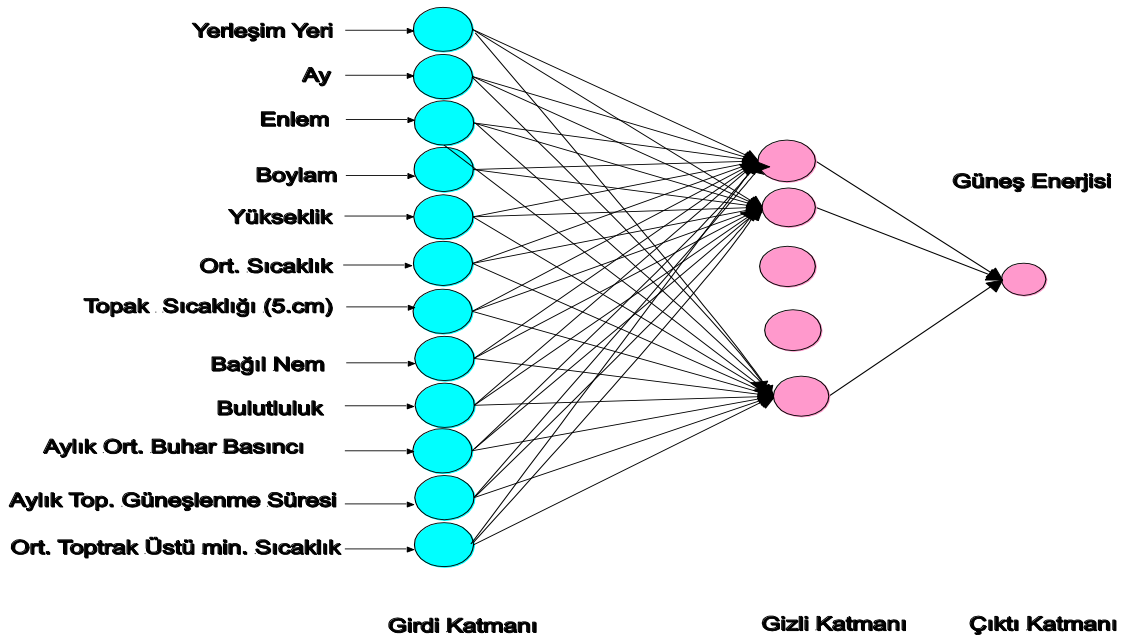 Yerleşim Yeri
Ay
Enlem
Boylam
Yükseklik
Ort. Sıcaklık
Topak Sıcaklığı (5.cm)
Bağıl Nem
Bulutluluk
Aylık Ort. Buhar Basıncı
Aylık Top. Güneşlenme Süresi
Ort. Toptrak Üstü min. Sıcaklık
Güneş Enerjisi
Girdi Katmanı
Gizli Katmanı
Çıktı Katmanı